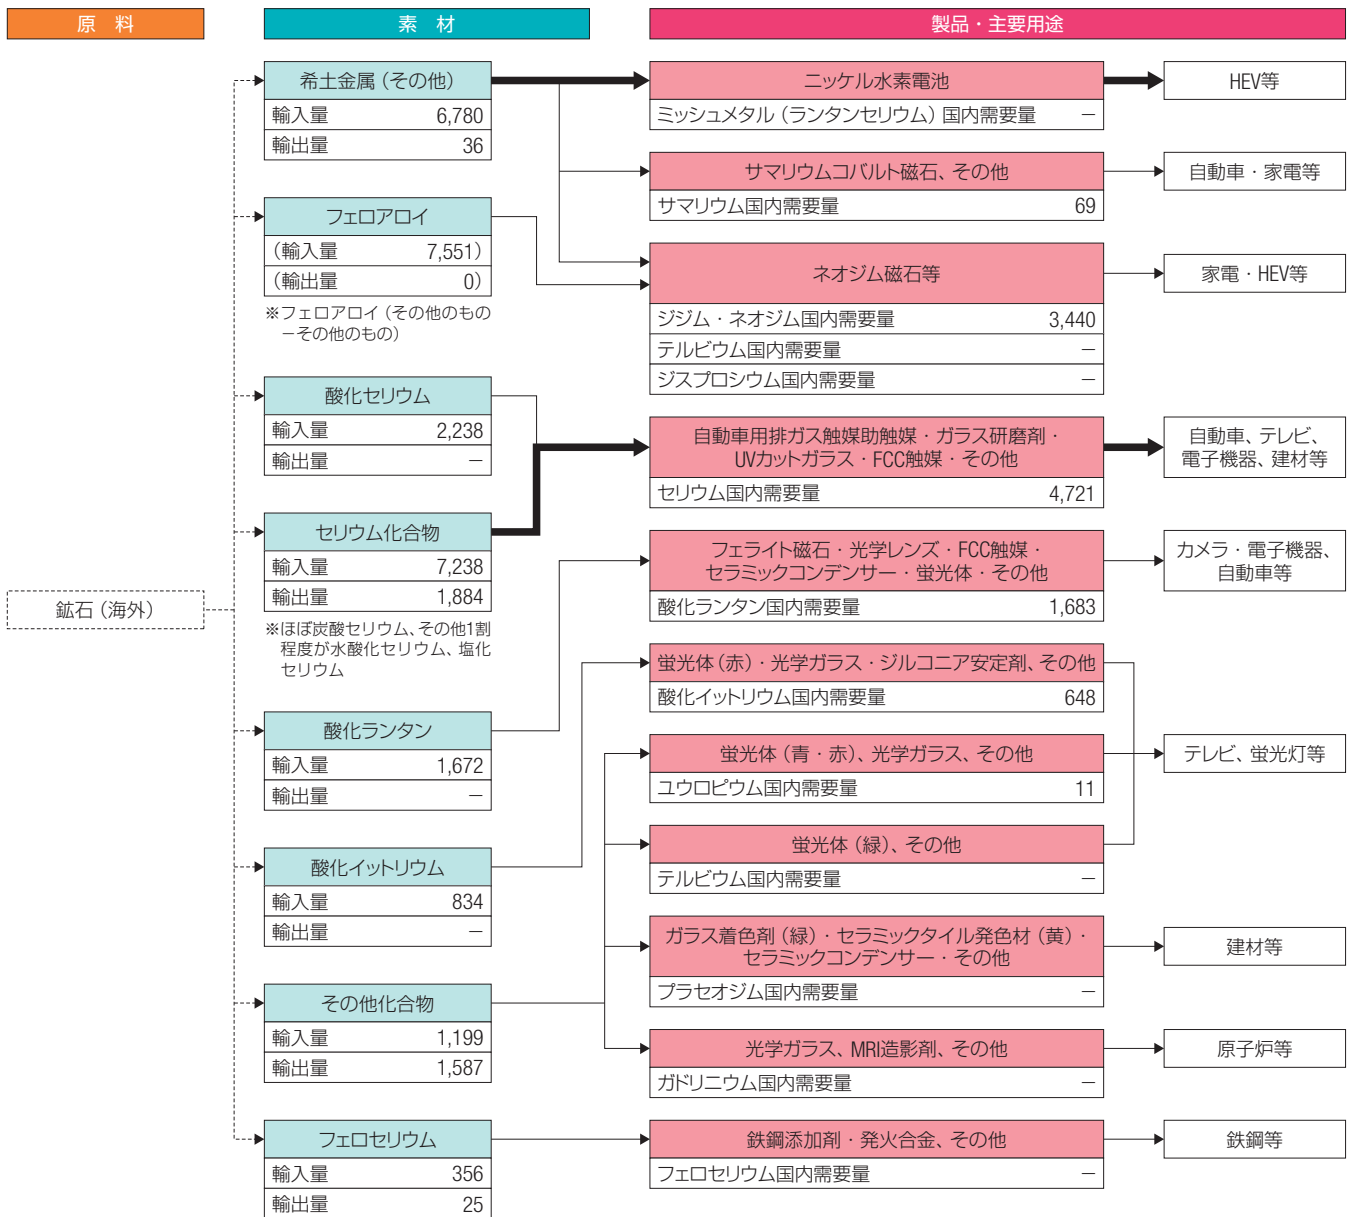 原　料
素　材
製品・主要用途
鉱石（海外）
希土金属（その他）
輸入量 6,780
輸出量 36
フェロアロイ
（輸入量 7,551）
（輸出量 0）
※フェロアロイ（その他のもの
－その他のもの）
酸化セリウム
輸入量 2,238
輸出量 －
セリウム化合物
輸入量 7,238
輸出量 1,884
※ほぼ炭酸セリウム、その他1割
程度が水酸化セリウム、塩化
セリウム
酸化ランタン
輸入量 1,672
輸出量 －
酸化イットリウム
輸入量 834
輸出量 －
その他化合物
輸入量 1,199
輸出量 1,587
フェロセリウム
輸入量 356
輸出量 25
ニッケル水素電池
ミッシュメタル（ランタンセリウム）国内需要量 －
HEV等
サマリウムコバルト磁石、その他
サマリウム国内需要量 69
自動車・家電等
ネオジム磁石等
ジジム・ネオジム国内需要量 3,440
テルビウム国内需要量 －
ジスプロシウム国内需要量 －
家電・HEV等
自動車用排ガス触媒助触媒・ガラス研磨剤・
UVカットガラス・FCC触媒・その他
セリウム国内需要量 4,721
自動車、テレビ、
電子機器、建材等
フェライト磁石・光学レンズ・FCC触媒・
セラミックコンデンサー・蛍光体・その他
酸化ランタン国内需要量 1,683
カメラ・電子機器、
自動車等
蛍光体（赤）・光学ガラス・ジルコニア安定剤、その他
酸化イットリウム国内需要量 648
蛍光体（青・赤）、光学ガラス、その他
ユウロピウム国内需要量 11
テレビ、蛍光灯等
蛍光体（緑）、その他
テルビウム国内需要量 －
ガラス着色剤（緑）・セラミックタイル発色材（黄）・
セラミックコンデンサー・その他
プラセオジム国内需要量 －
建材等
光学ガラス、MRI造影剤、その他
ガドリニウム国内需要量 －
原子炉等
鉄鋼添加剤・発火合金、その他
フェロセリウム国内需要量 －
鉄鋼等